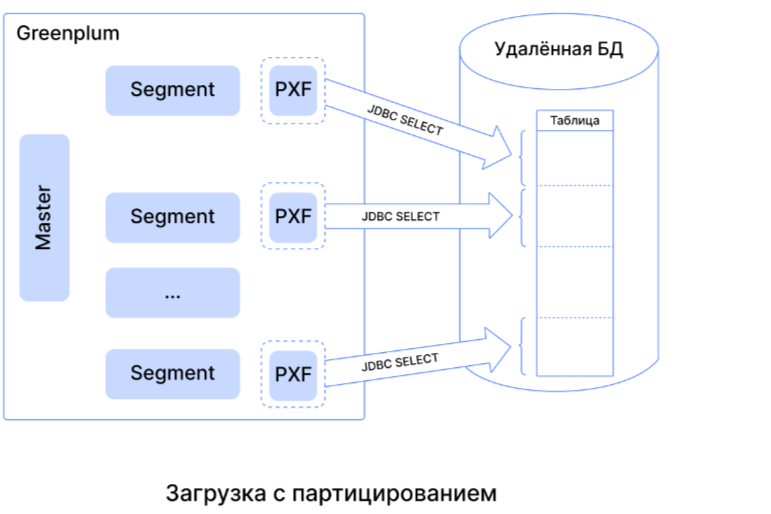 Greenplum
Удалённая БД
Segment
PXF
JDBC SELECT
Таблица
Master
Segment
PXF
JDBC SELECT
...
Segment
PXF
JDBC SELECT
Загрузка с партицированием